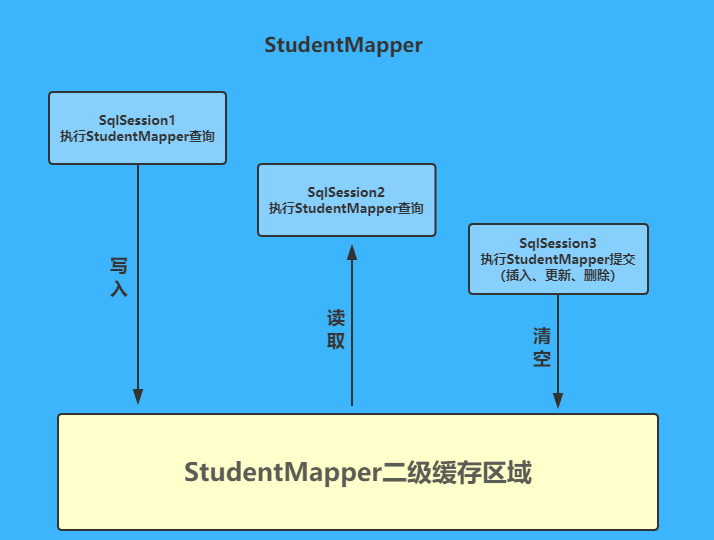 StudentMapper
SqlSession1
执行StudentMapper查询
SqlSession2
执行StudentMapper查询
SqlSession3
执行StudentMapper提交
（插入、更新、删除）
写
入
读
取
清
空
StudentMapper二级缓存区域